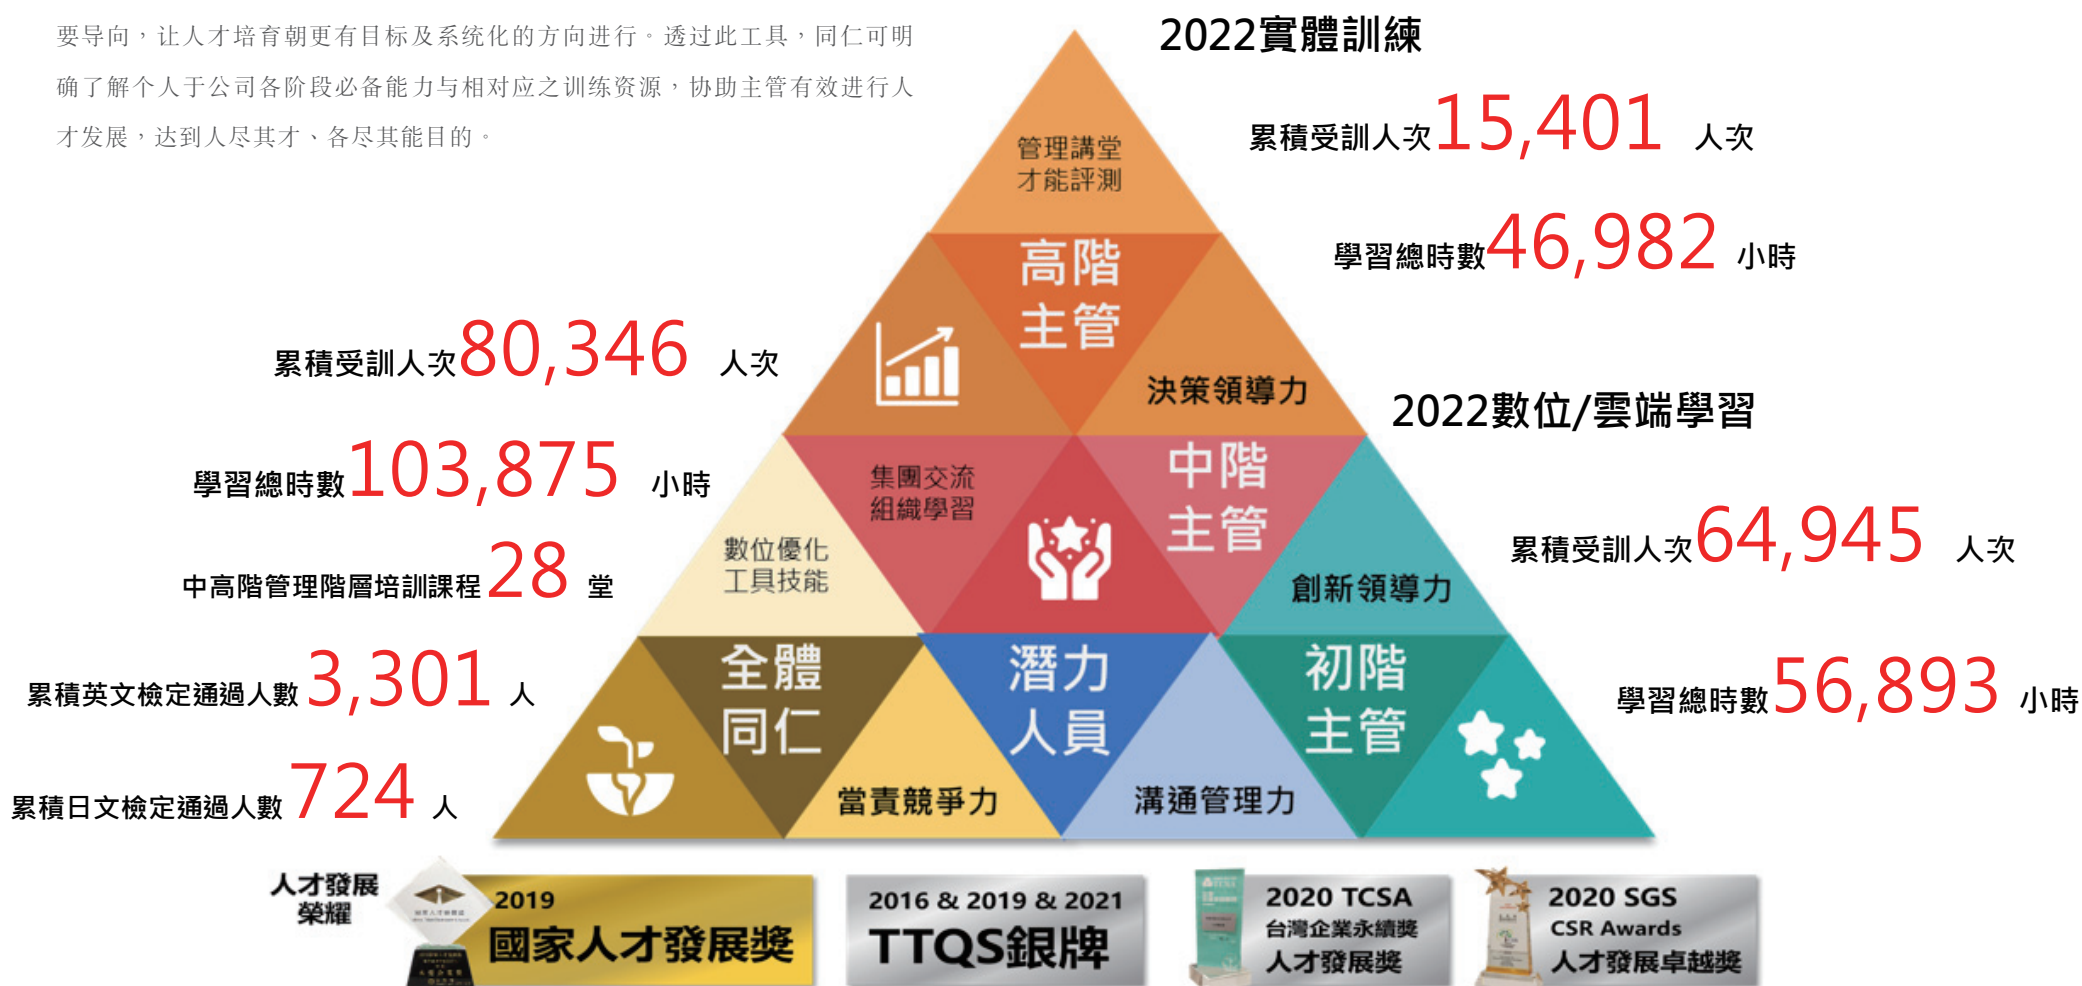 要导向，让人才培育朝更有目标及系统化的方向进行。透过此工具，同仁可明
确了解个人于公司各阶段必备能力与相对应之训练资源，协助主管有效进行人
才发展，达到人尽其才、各尽其能目的。
2022實體訓練
累積受訓人次15,401 人次
學習總時數46,982 小時
管理講堂
才能評測
高階
主管
決策領導力
累積受訓人次80,346 人次
學習總時數103,875 小時
中高階管理階層培訓課程28 堂
累積英文檢定通過人數3,301 人
累積日文檢定通過人數724 人
2022數位/雲端學習
累積受訓人次64,945 人次
學習總時數56,893 小時
集團交流
組織學習
中階
主管
數位優化
工具技能
創新領導力
全體
同仁
當責競爭力
潛力
人員
溝通管理力
初階
主管
人才發展
榮耀
2019
國家人才發展獎
2016 & 2019 & 2021
TTQS銀牌
2020 TCSA
台灣企業永續獎
人才發展獎
2020 SGS
CSR Awards
人才發展卓越獎